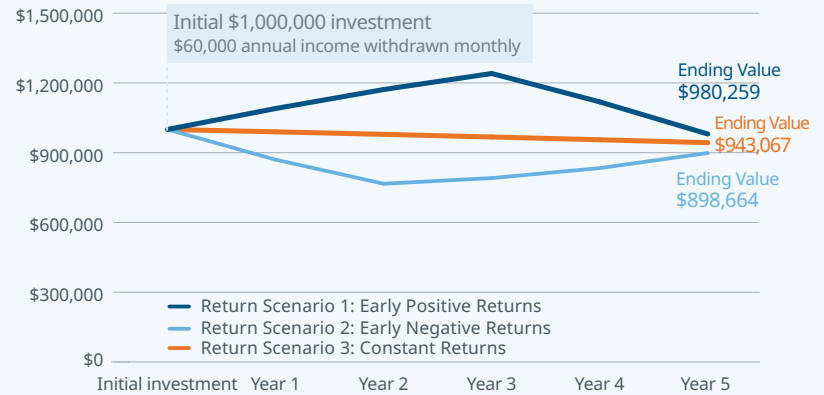 $1,500,000
Initial $1,000,000 investment
$60,000 annual income withdrawn monthly
$1,200,000
Ending Value
$980,259
Ending Value
$943,067
$900,000
Ending Value
$898,664
$600,000
$300,000
Return Scenario 1: Early Positive Returns
Return Scenario 2: Early Negative Returns
Return Scenario 3: Constant Returns
$0
Initial investment Year 1 Year 2 Year 3 Year 4 Year 5